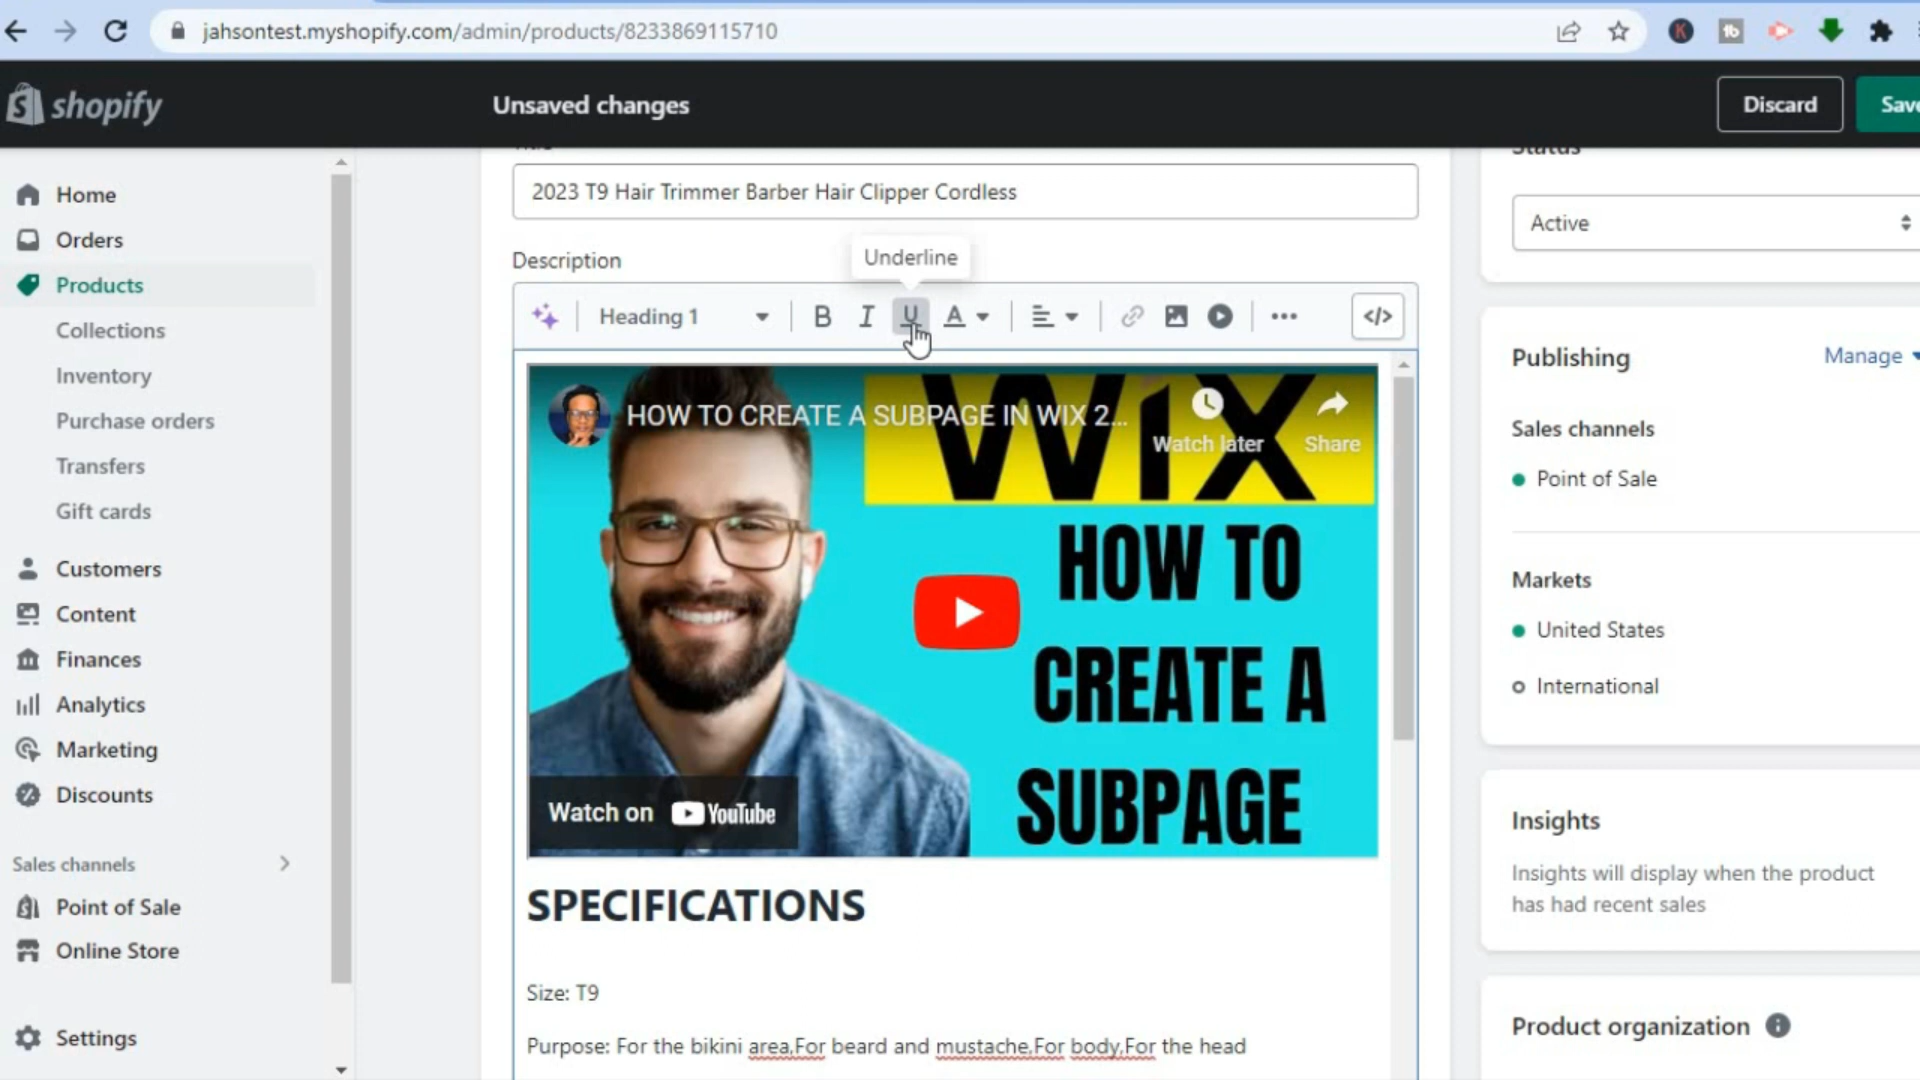 jahsontest.myshopify.com/admin/products/8233869115710
shopify
Unsaved changes
Discard
Save
Home
Orders
Products
Collections
Inventory
Purchase orders
Transfers
Gift cards
Customers
Content
Finances
Analytics
Marketing
Discounts
Sales channels
Point of Sale
Online Store
Settings
2023 T9 Hair Trimmer Barber Hair Clipper Cordless
Description
Underline
Heading 1
B I U A
</>
HOW TO CREATE A SUBPAGE IN WIX 2...
Watch later
Share
WiX
HOW TO
CREATE A
SUBPAGE
Watch on YouTube
SPECIFICATIONS
Size: T9
Purpose: For the bikini area,For beard and mustache,For body,For the head
Status
Active
Publishing
Manage
Sales channels
Point of Sale
Markets
United States
International
Insights
Insights will display when the product
has had recent sales
Product organization